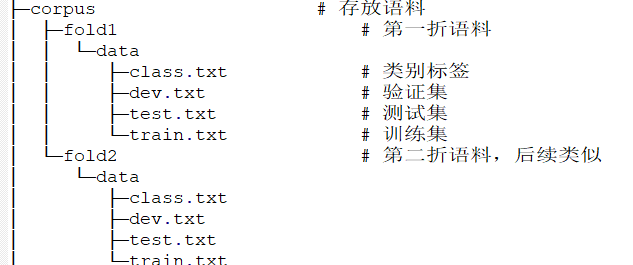 ├─corpus # 存放语料
│ ├─fold1 # 第一折语料
│ │ └─data
│ │ ├─class.txt # 类别标签
│ │ ├─dev.txt # 验证集
│ │ ├─test.txt # 测试集
│ │ └─train.txt # 训练集
│ └─fold2 # 第二折语料，后续类似
│ └─data
│ ├─class.txt
│ ├─dev.txt
│ ├─test.txt
│ └─train.txt